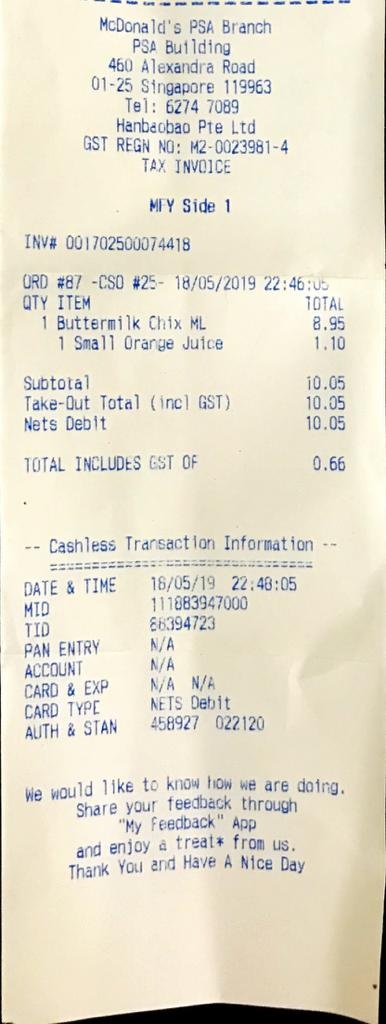 McDonald's PSA Branch
PSA Building
460 Alexandra Road
01-25 Singapore 119963
Tel: 6274 7089
Hanbaobao Pte Ltd
GST REGN NO: M2-0023981-4
TAX INVOICE
MFY Side 1
INV# 001702500074418
ORD #87 -CSO #25- 18/05/2019 22:46:05
QTY ITEM TOTAL
1 Buttermilk Chix ML 8.95
1 Small Orange Juice 1.10
Subtotal 10.05
Take-Out Total (incl GST) 10.05
Nets Debit 10.05
TOTAL INCLUDES GST OF 0.66
-- Cashless Transaction Information --
======================================
DATE & TIME 18/05/19 22:48:05
MID 111883947000
TID 88394723
PAN ENTRY N/A
ACCOUNT N/A
CARD & EXP N/A N/A
CARD TYPE NETS Debit
AUTH & STAN 458927 022120
We would like to know how we are doing.
Share your feedback through
"My Feedback" App
and enjoy a treat* from us.
Thank You and Have A Nice Day